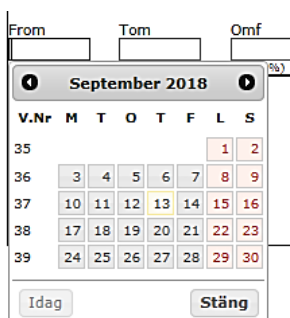 From Tom Omf
%)
September 2018
V.Nr M T O T F L S
35 1 2
36 3 4 5 6 7 8 9
37 10 11 12 13 14 15 16
38 17 18 19 20 21 22 23
39 24 25 26 27 28 29 30
Idag Stäng